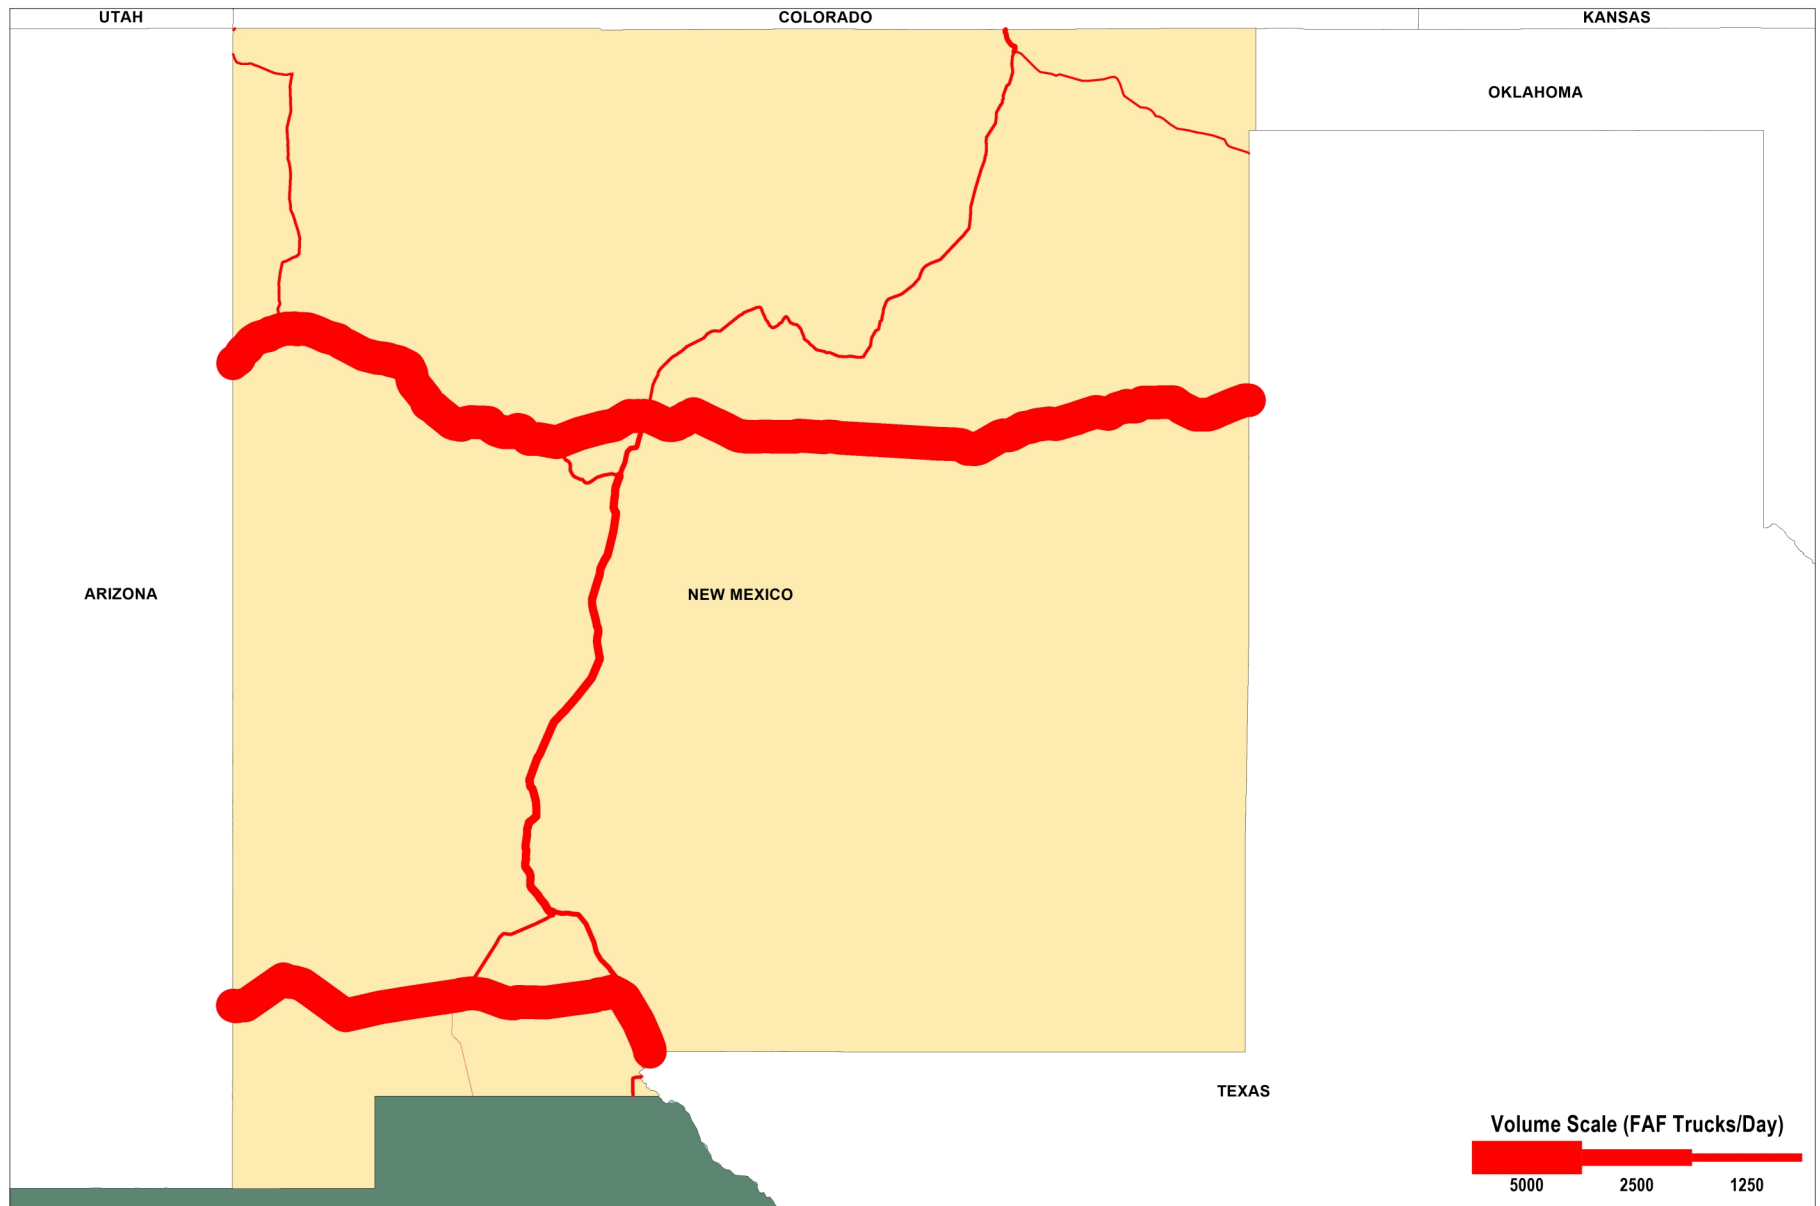 UTAH
COLORADO
KANSAS
OKLAHOMA
ARIZONA
NEW MEXICO
TEXAS
Volume Scale (FAF Trucks/Day)
5000 2500 1250